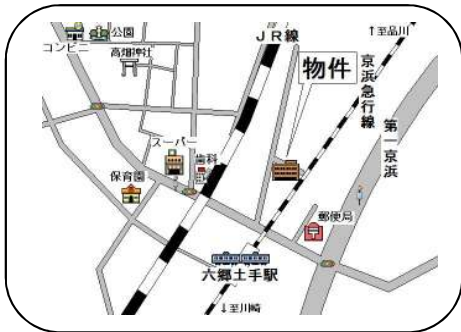 公園
コンビニ
高畑神社
JR線
↑至品川
物件
京浜急行線
第一京浜
スーパー
歯科
保育園
郵便局
六郷土手駅
↓至川崎